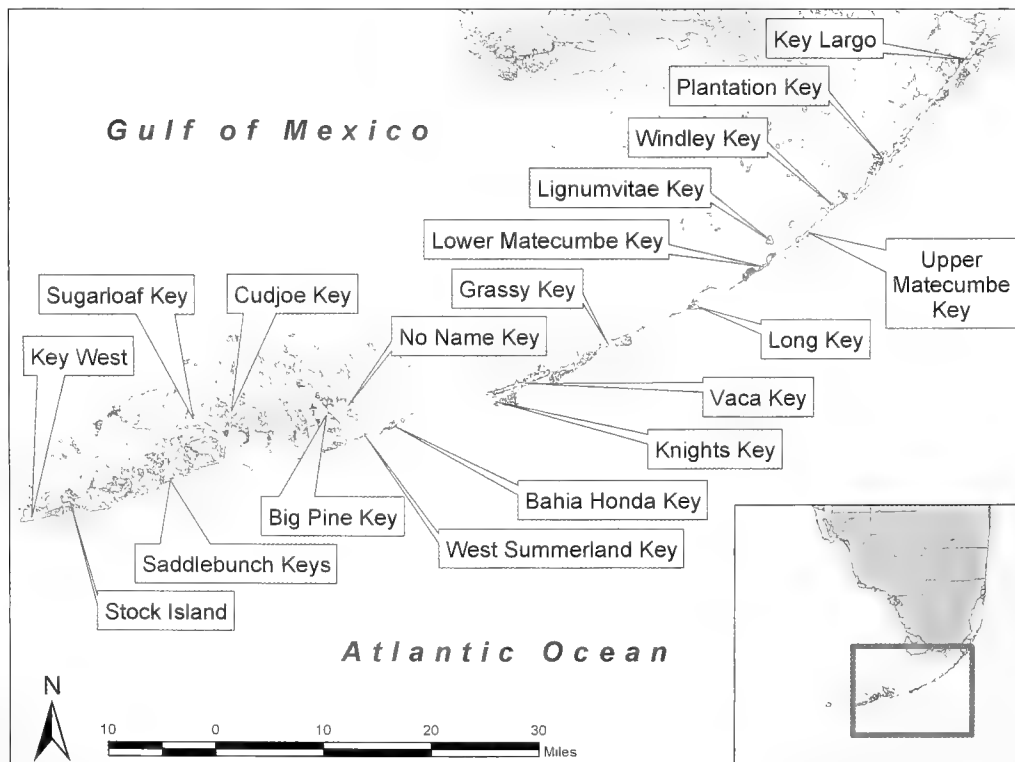 Key Largo
Plantation Key
Gulf of Mexico
Windley Key
Lignumvitae Key
Lower Matecumbe Key
Upper
Matecumbe
Key
Sugarloaf Key
Cudjoe Key
Grassy Key
No Name Key
Long Key
Key West
Vaca Key
Knights Key
Bahia Honda Key
Big Pine Key
West Summerland Key
Saddlebunch Keys
Stock Island
Atlantic Ocean
N
10 0 10 20 30
Miles